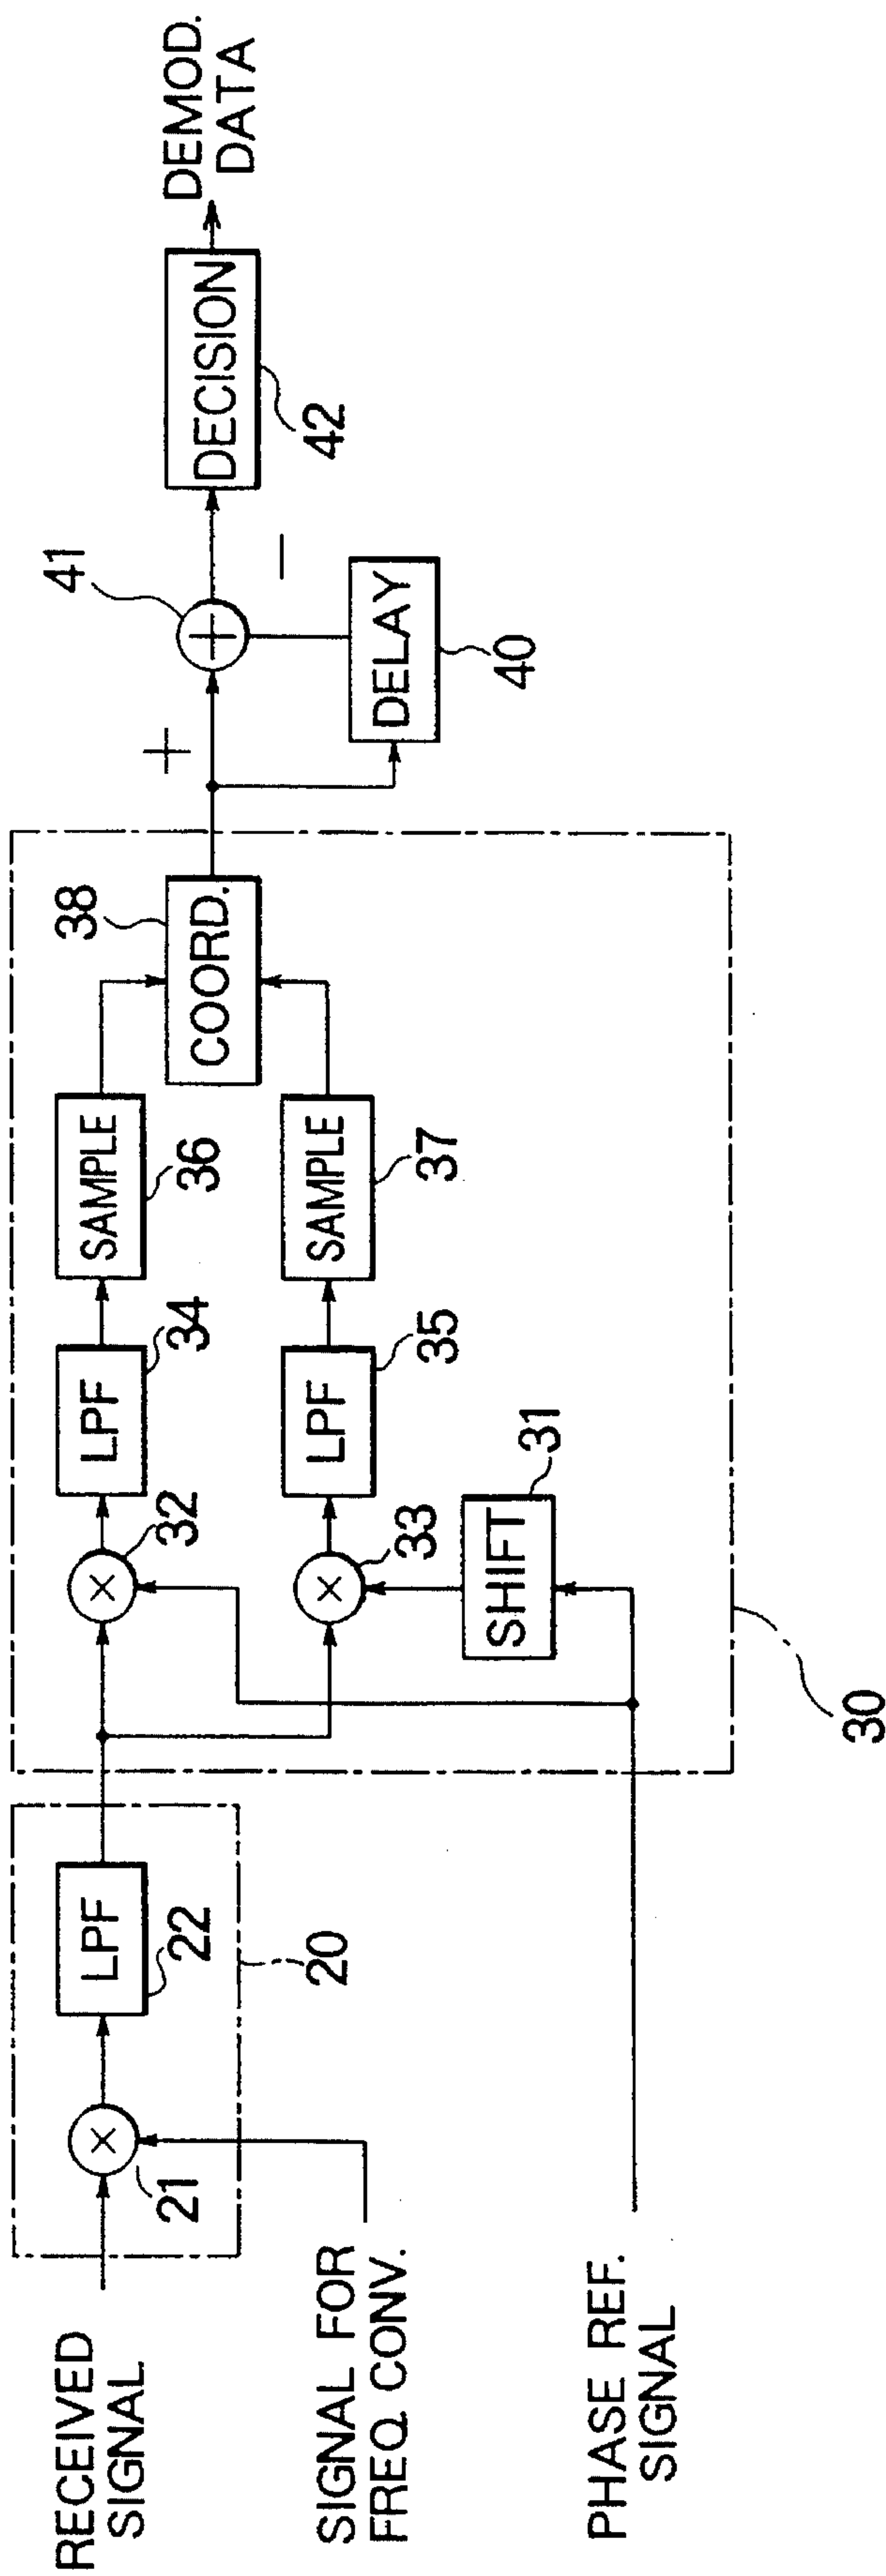 RECEIVED
SIGNAL
SIGNAL FOR
FREQ. CONV.
PHASE REF.
SIGNAL
21
LPF
22
20
32
33
SHIFT
31
LPF
34
LPF
35
SAMPLE
36
SAMPLE
37
COORD.
38
30
+
−
41
DELAY
40
DECISION
42
DEMOD.
DATA